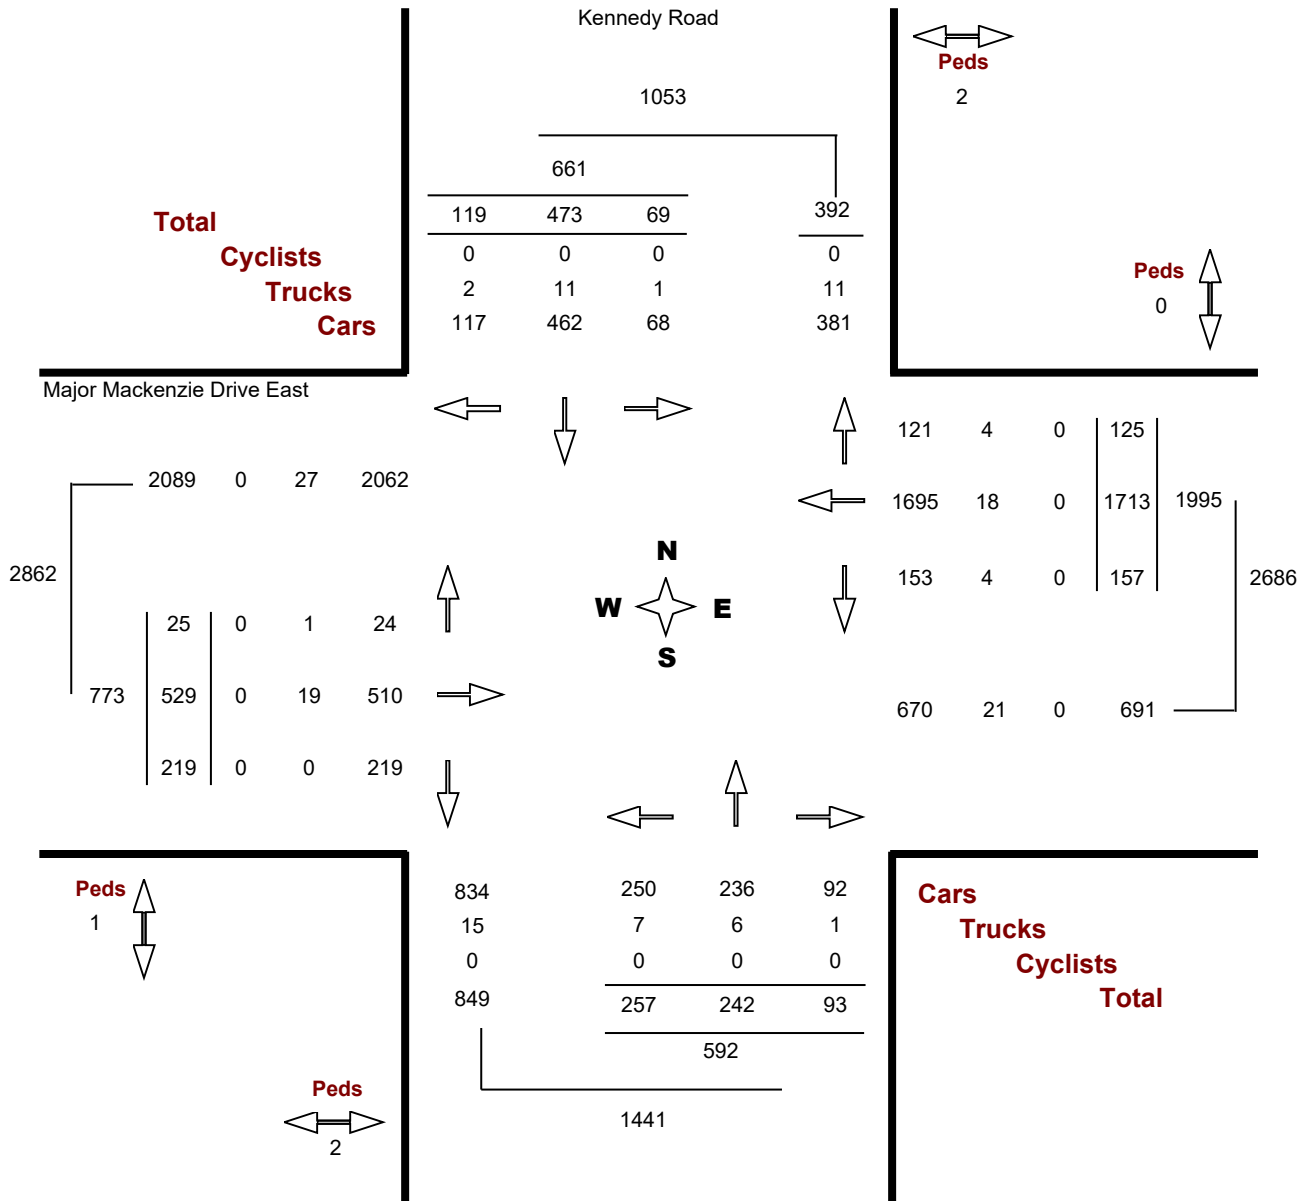 Kennedy Road
Peds
2
1053
661
119 473 69 392
Total
0 0 0 0
Cyclists
2 11 1 11
Trucks
117 462 68 381
Cars
Peds
0
Major Mackenzie Drive East
121 4 0 125
2089 0 27 2062
1695 18 0 1713 1995
N
2862
153 4 0 157 2686
W E
25 0 1 24
S
773 529 0 19 510
670 21 0 691
219 0 0 219
Peds
1
834 250 236 92
15 7 6 1
0 0 0 0
849 257 242 93
592
1441
Cars
Trucks
Cyclists
Total
Peds
2